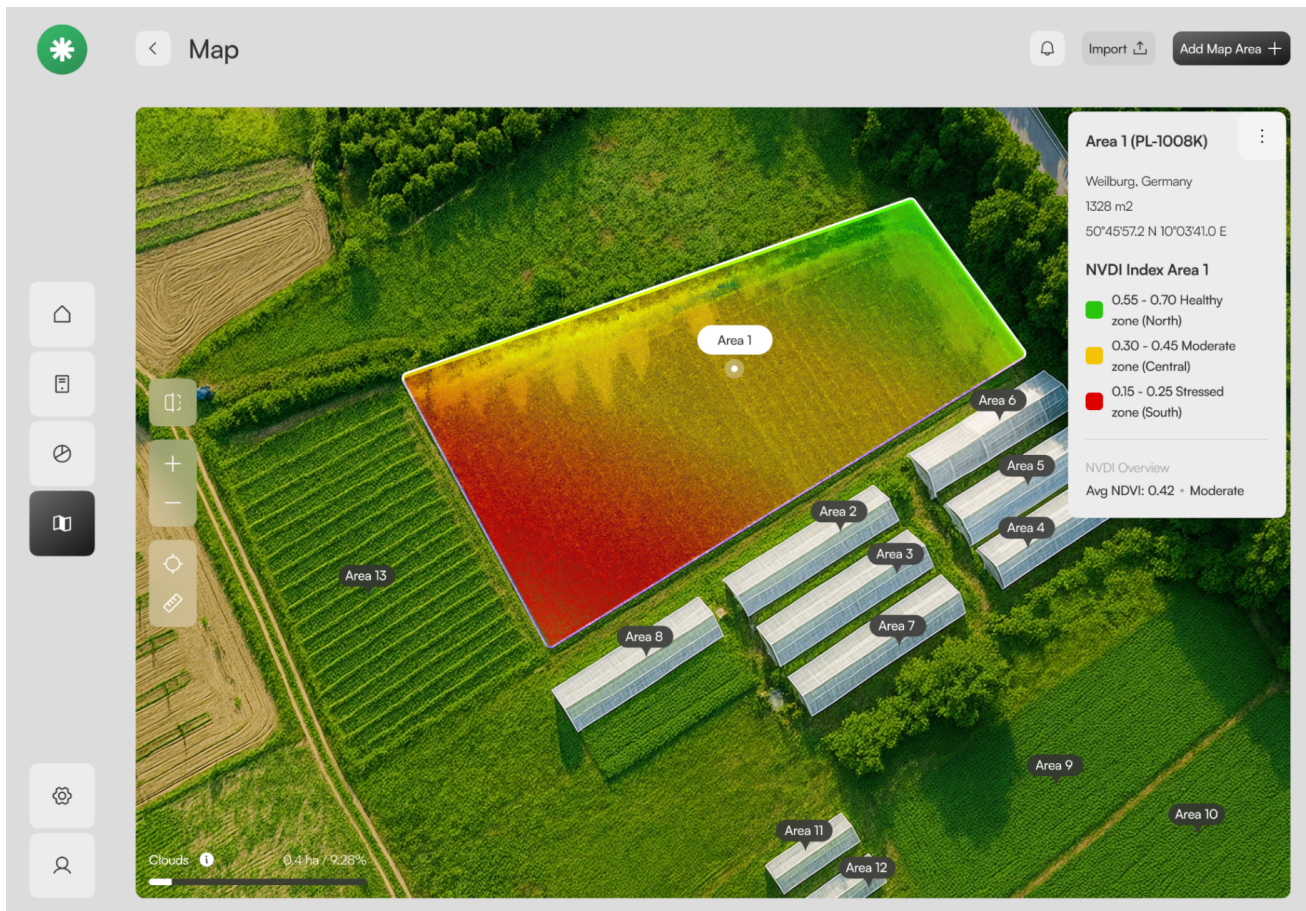 Map
Import
Add Map Area
Area 1 (PL-1008K)
Weilburg, Germany
1328 m2
50°45'57.2 N 10°03'41.0 E
NVDI Index Area 1
0.55 - 0.70 Healthy
zone (North)
0.30 - 0.45 Moderate
zone (Central)
0.15 - 0.25 Stressed
zone (South)
NVDI Overview
Avg NDVI: 0.42 • Moderate
Area 1
Area 6
Area 5
Area 2
Area 4
Area 3
Area 13
Area 7
Area 8
Area 9
Area 10
Area 11
Area 12
Clouds
0.4 ha / 9.28%